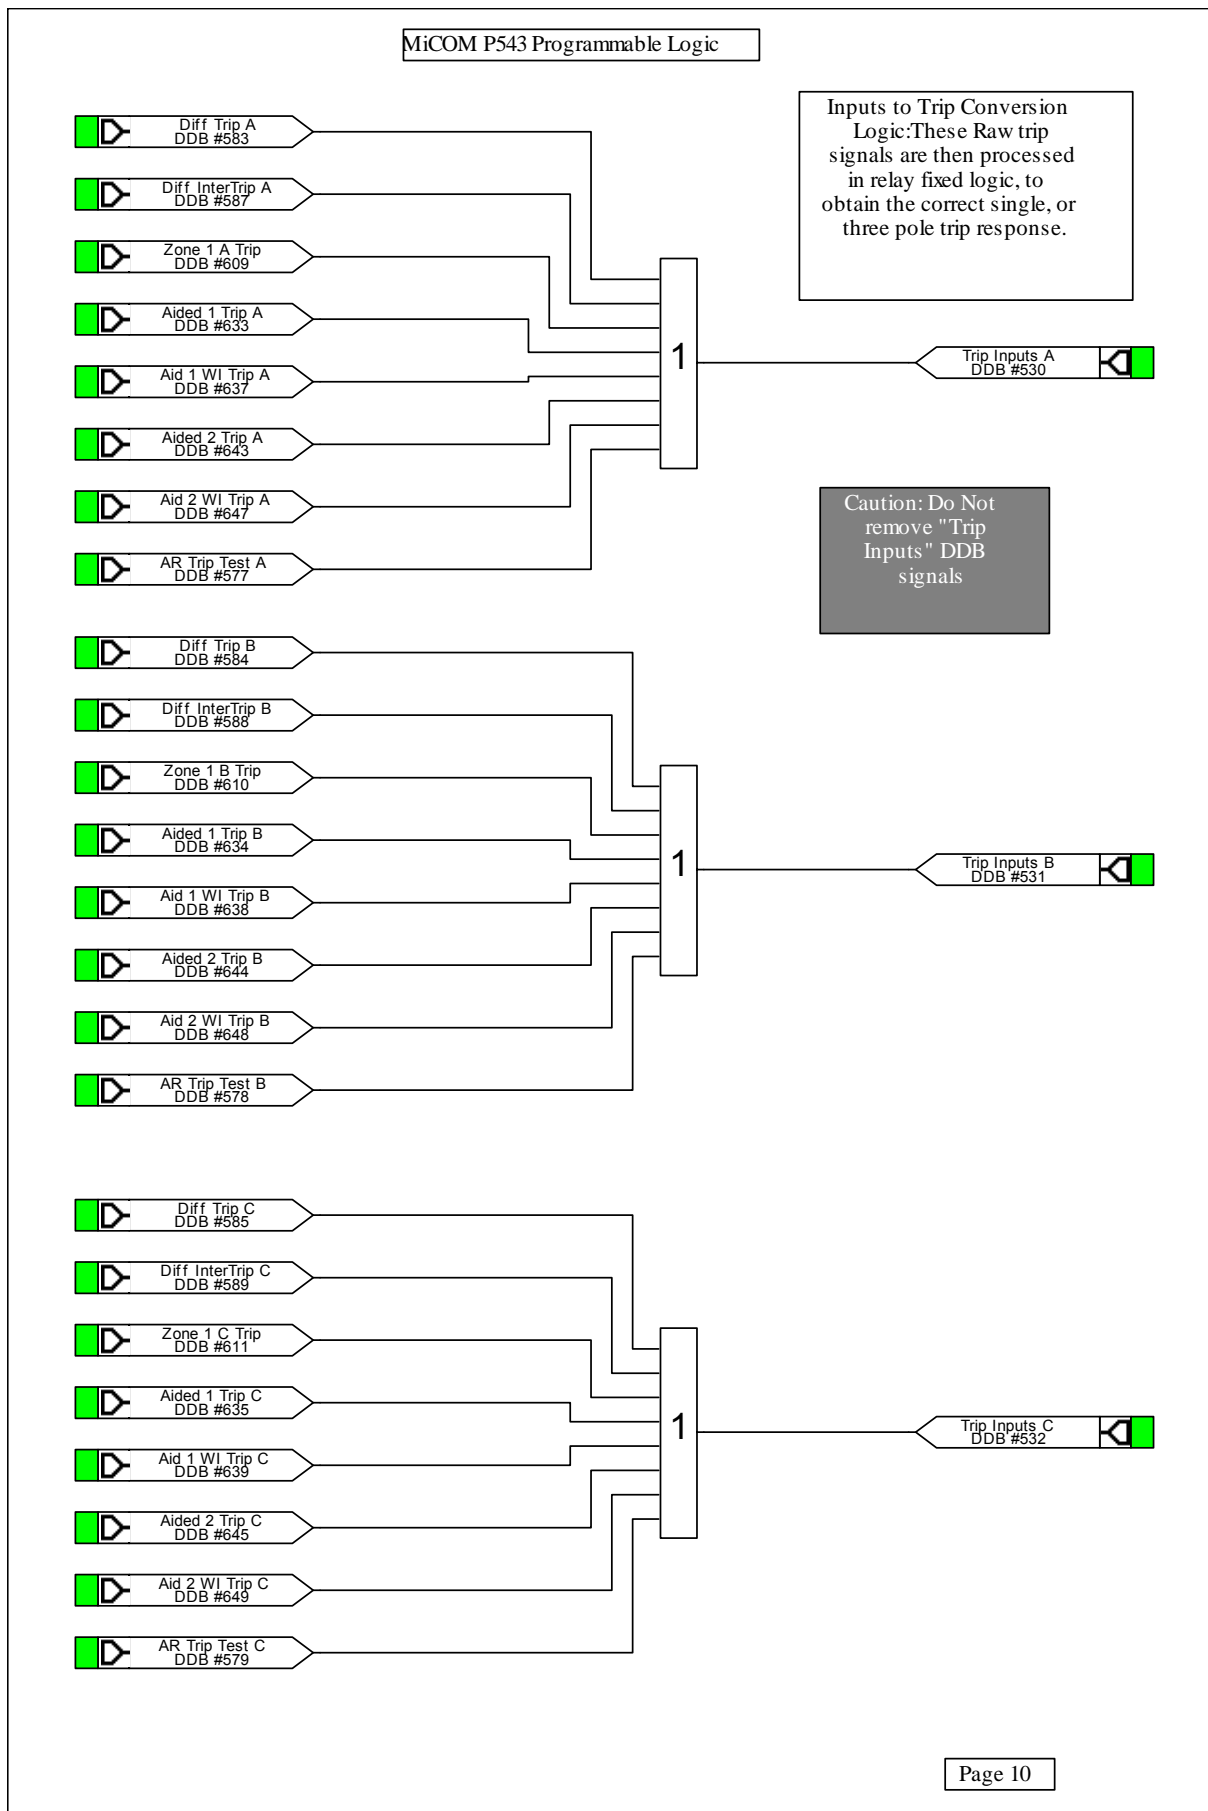 MiCOM P543 Programmable Logic
Inputs to Trip Conversion
Logic:These Raw trip
signals are then processed
in relay fixed logic, to
obtain the correct single, or
three pole trip response.
Diff Trip A
DDB #583
Diff InterTrip A
DDB #587
Zone 1 A Trip
DDB #609
Aided 1 Trip A
DDB #633
Aid 1 WI Trip A
DDB #637
Aided 2 Trip A
DDB #643
Aid 2 WI Trip A
DDB #647
AR Trip Test A
DDB #577
1
Trip Inputs A
DDB #530
Caution: Do Not
remove "Trip
Inputs" DDB
signals
Diff Trip B
DDB #584
Diff InterTrip B
DDB #588
Zone 1 B Trip
DDB #610
Aided 1 Trip B
DDB #634
Aid 1 WI Trip B
DDB #638
Aided 2 Trip B
DDB #644
Aid 2 WI Trip B
DDB #648
AR Trip Test B
DDB #578
1
Trip Inputs B
DDB #531
Diff Trip C
DDB #585
Diff InterTrip C
DDB #589
Zone 1 C Trip
DDB #611
Aided 1 Trip C
DDB #635
Aid 1 WI Trip C
DDB #639
Aided 2 Trip C
DDB #645
Aid 2 WI Trip C
DDB #649
AR Trip Test C
DDB #579
1
Trip Inputs C
DDB #532
Page 10